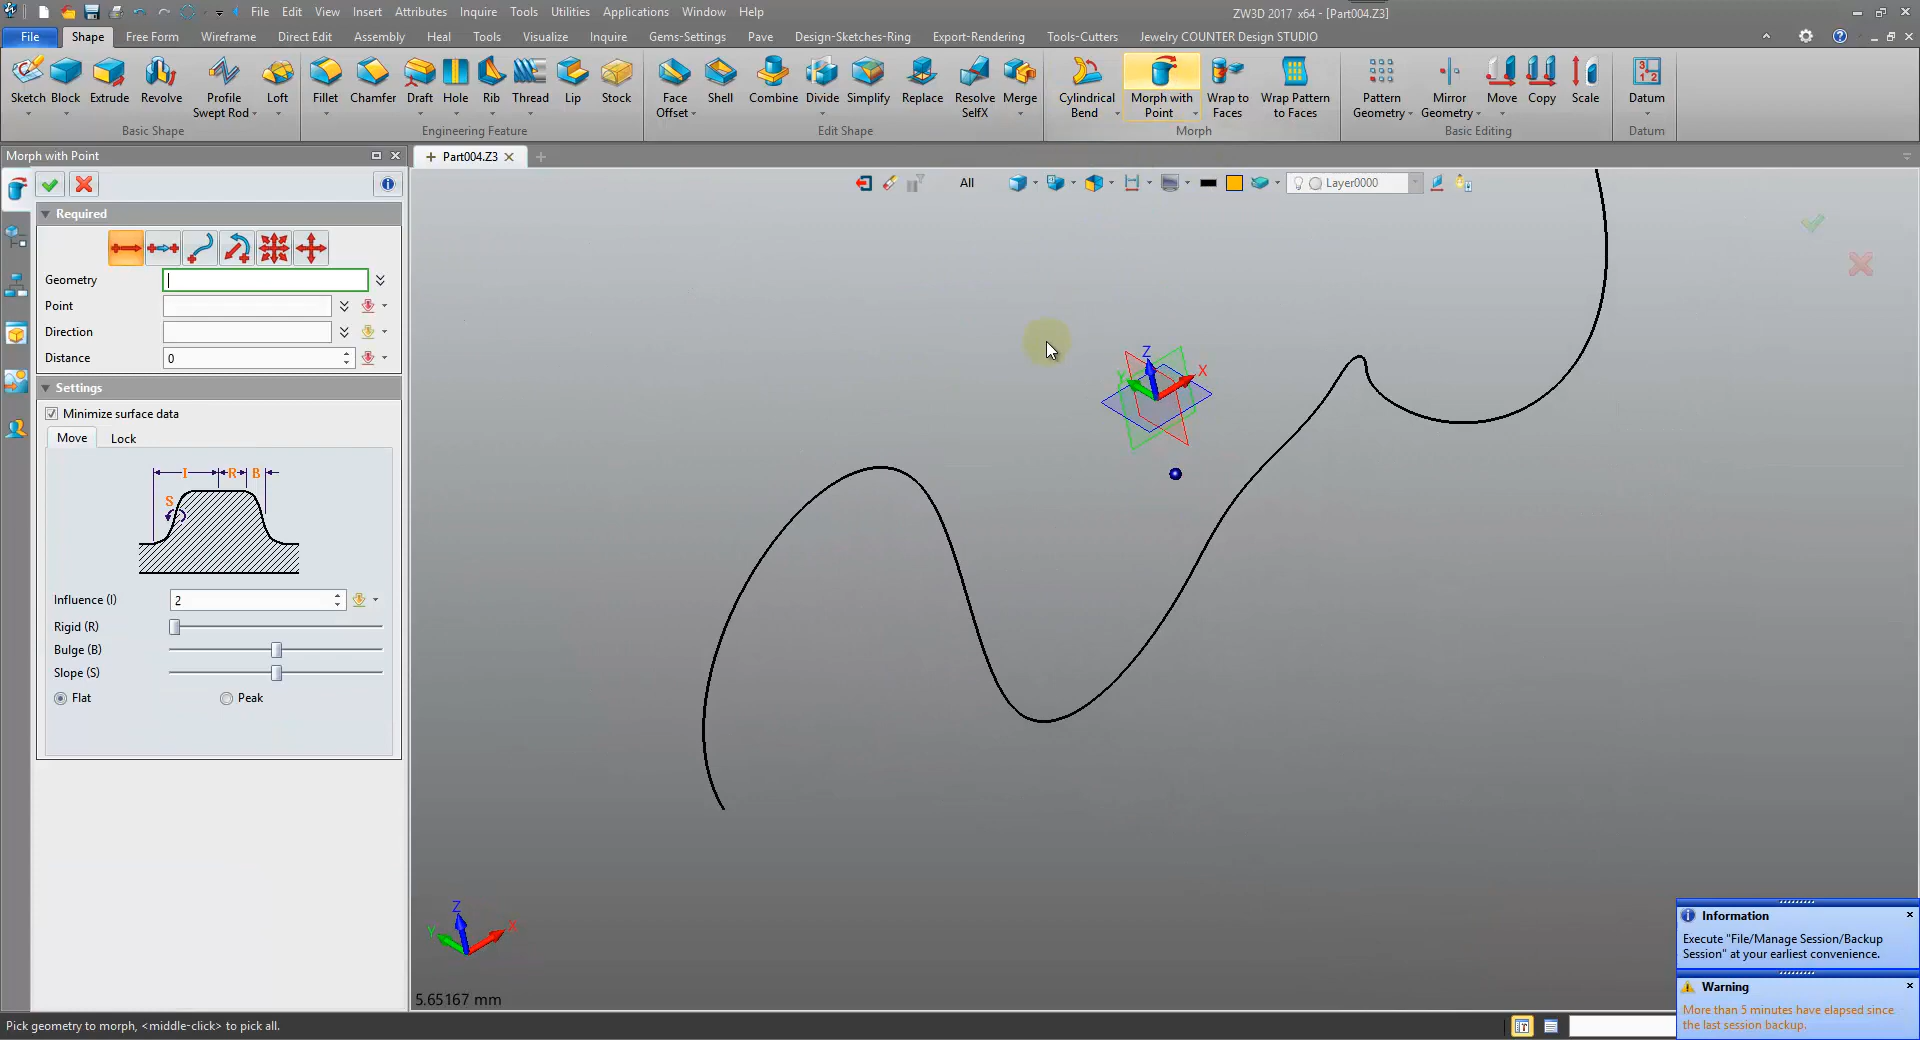 File Edit View Insert Attributes Inquire Tools Utilities Applications Window Help
ZW3D 2017 x64 - [Part004.Z3]
File Shape Free Form Wireframe Direct Edit Assembly Heal Tools Visualize Inquire Gems-Settings Pave Design-Sketches-Ring Export-Rendering Tools-Cutters Jewelry COUNTER Design STUDIO
Sketch Block Extrude Revolve Profile Swept Rod Loft
Fillet Chamfer Draft Hole Rib Thread Lip Stock
Face Offset Shell Combine Divide Simplify Replace Resolve SelfX Merge
Cylindrical Bend Morph with Point Wrap to Faces Wrap Pattern to Faces
Pattern Geometry Mirror Geometry Move Copy Scale
3 1 2 Datum
Basic Shape Engineering Feature Edit Shape Morph Basic Editing Datum
Morph with Point
Part004.Z3
All
Layer0000
Required
Geometry
Point
Direction
Distance 0
Settings
Minimize surface data
Move Lock
I R B
S
Influence (I) 2
Rigid (R)
Bulge (B)
Slope (S)
Flat Peak
Z
X
Y
Z
X
Y
5.65167 mm
Information
Execute "File/Manage Session/Backup
Session" at your earliest convenience.
Warning
More than 5 minutes have elapsed since
the last session backup.
Pick geometry to morph, <middle-click> to pick all.